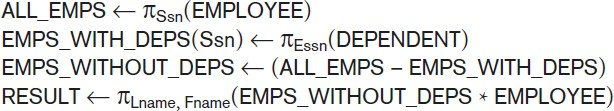 ALL_EMPS ← πSsn(EMPLOYEE)
EMPS_WITH_DEPS(Ssn) ← πEssn(DEPENDENT)
EMPS_WITHOUT_DEPS ← (ALL_EMPS – EMPS_WITH_DEPS)
RESULT ← πLname, Fname(EMPS_WITHOUT_DEPS * EMPLOYEE)